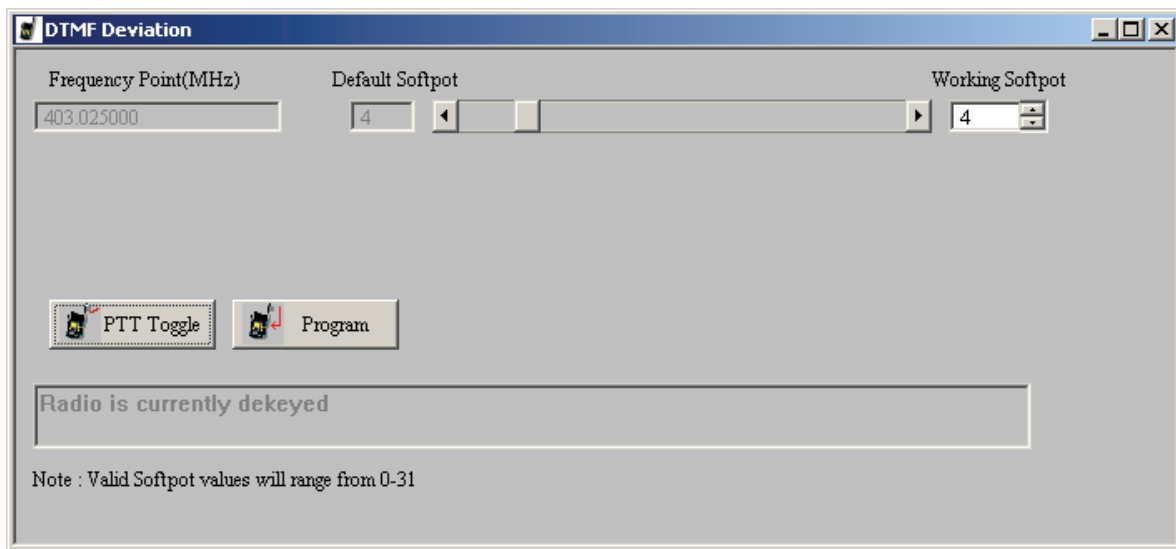 DTMF Deviation
Frequency Point(MHz) Default Softpot Working Softpot
403.025000 4 4
PTT Toggle Program
Radio is currently dekeyed
Note : Valid Softpot values will range from 0-31